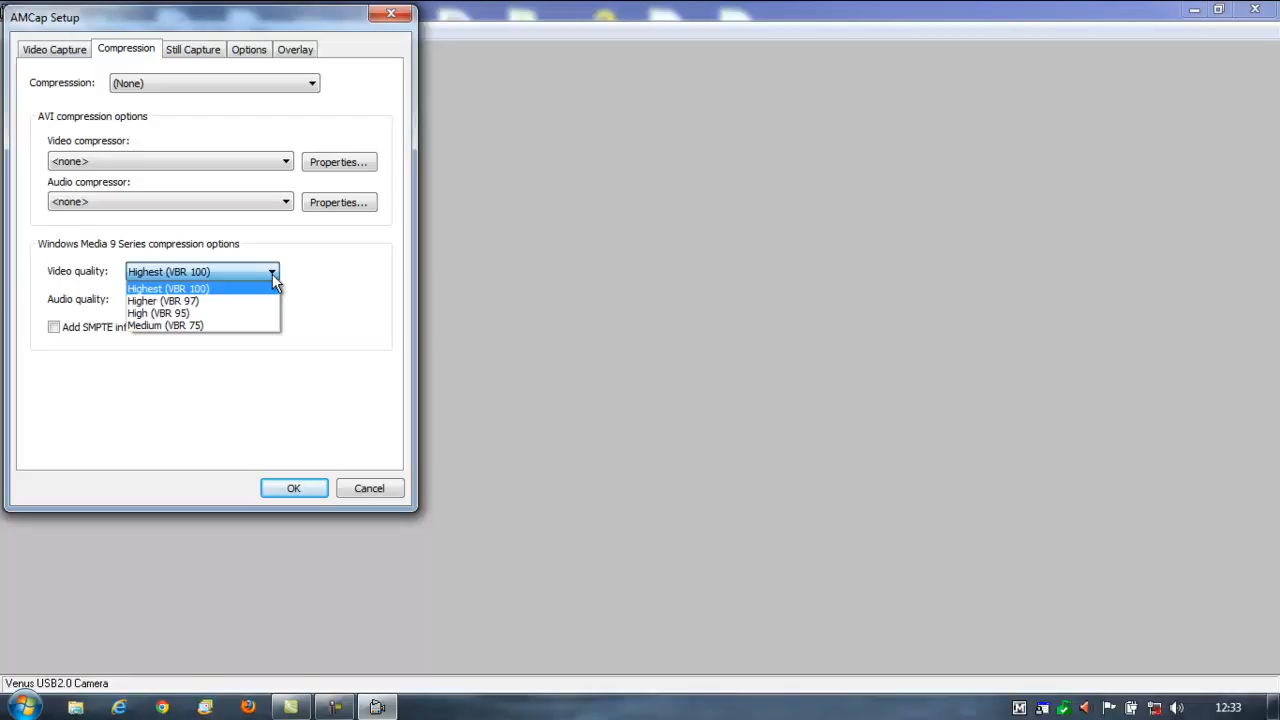 AMCap Setup
Video Capture
Compression
Still Capture
Options
Overlay
Compresssion:
(None)
AVI compression options
Video compressor:
<none>
Properties...
Audio compressor:
<none>
Properties...
Windows Media 9 Series compression options
Video quality:
Highest (VBR 100)
Highest (VBR 100)
Higher (VBR 97)
Audio quality:
High (VBR 95)
Add SMPTE inf
Medium (VBR 75)
OK
Cancel
Venus USB2.0 Camera
12:33